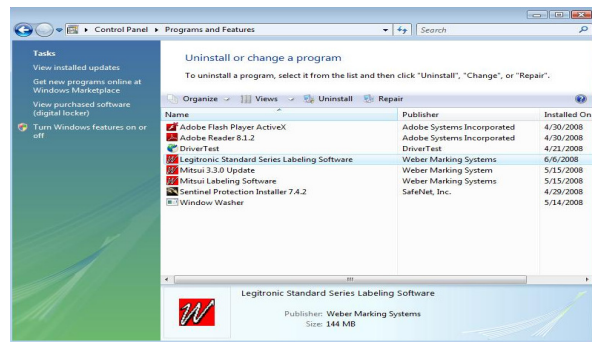 Control Panel ▸ Programs and Features
Search
Tasks
View installed updates
Get new programs online at
Windows Marketplace
View purchased software
(digital locker)
Turn Windows features on or
off
Uninstall or change a program
To uninstall a program, select it from the list and then click "Uninstall", "Change", or "Repair".
Organize Views Uninstall Repair
Name Publisher Installed On
Adobe Flash Player ActiveX Adobe Systems Incorporated 4/30/2008
Adobe Reader 8.1.2 Adobe Systems Incorporated 4/30/2008
DriverTest DriverTest 4/21/2008
Legitronic Standard Series Labeling Software Weber Marking Systems 6/6/2008
Mitsui 3.3.0 Update Weber Marking System 5/15/2008
Mitsui Labeling Software Weber Marking Systems 5/15/2008
Sentinel Protection Installer 7.4.2 SafeNet, Inc. 4/29/2008
Window Washer 5/14/2008
Legitronic Standard Series Labeling Software
Publisher: Weber Marking Systems
Size: 144 MB